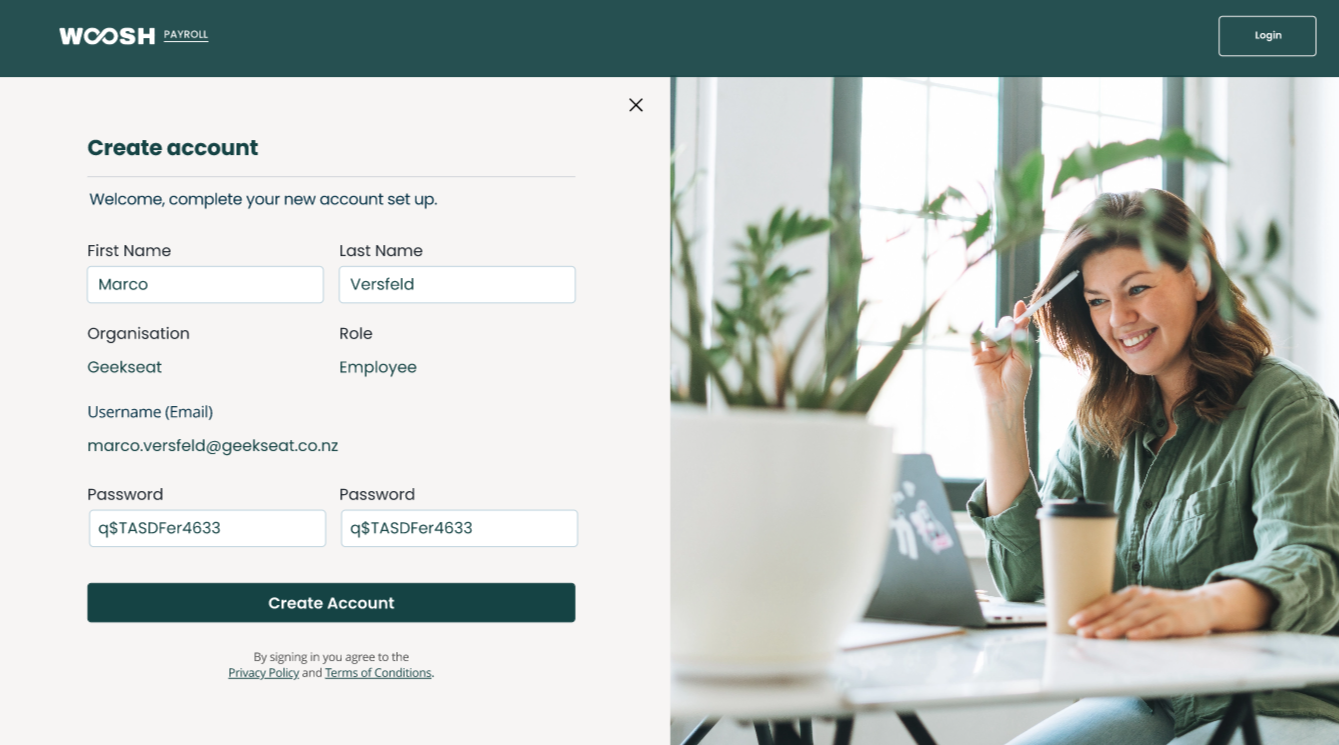 WOOSH PAYROLL
Login
Create account
Welcome, complete your new account set up.
First Name
Last Name
Marco
Versfeld
Organisation
Role
Geekseat
Employee
Username (Email)
marco.versfeld@geekseat.co.nz
Password
Password
q$TASDFer4633
q$TASDFer4633
Create Account
By signing in you agree to the
Privacy Policy and Terms of Conditions.